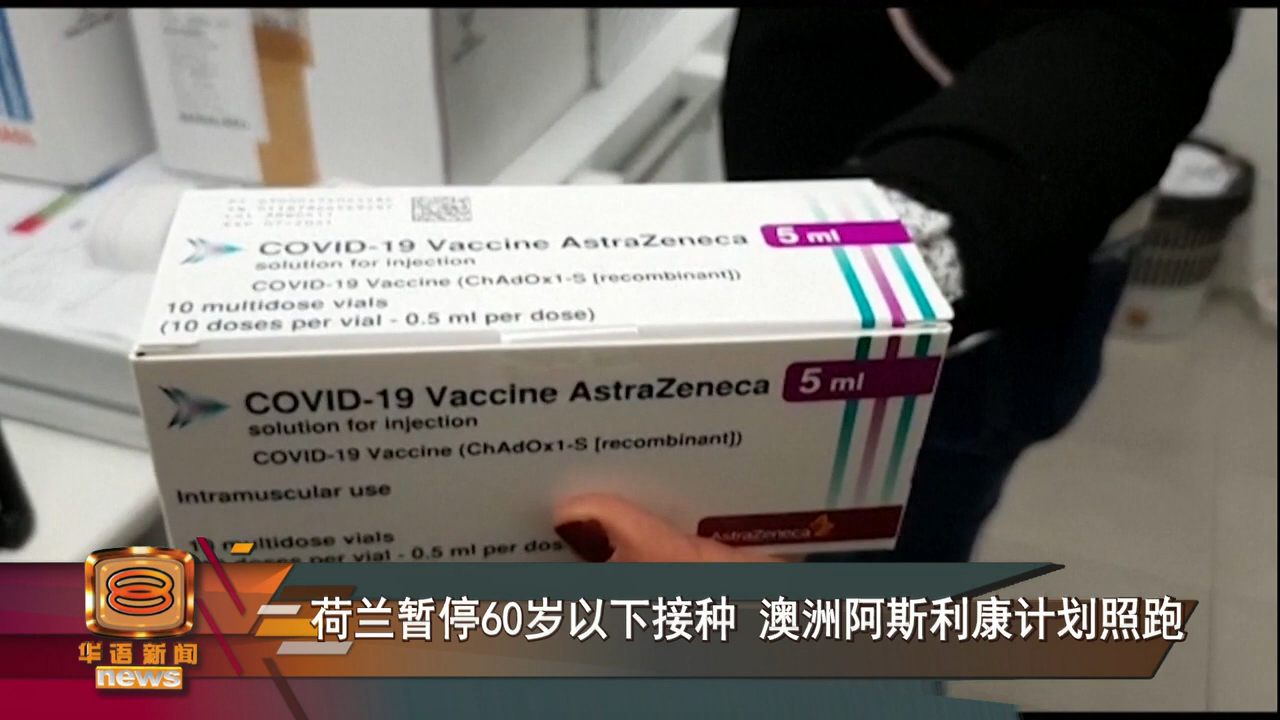 COVID-19 Vaccine AstraZeneca
5 ml
solution for injection
COVID-19 Vaccine (ChAdOx1-S [recombinant])
10 multidose vials
(10 doses per vial - 0.5 ml per dose)
COVID-19 Vaccine AstraZeneca
5 ml
solution for injection
COVID-19 Vaccine (ChAdOx1-S [recombinant])
Intramuscular use
10 multidose vials
doses per vial - 0.5 ml per dos
AstraZeneca
荷兰暂停60岁以下接种 澳洲阿斯利康计划照跑
8
华语新闻
news